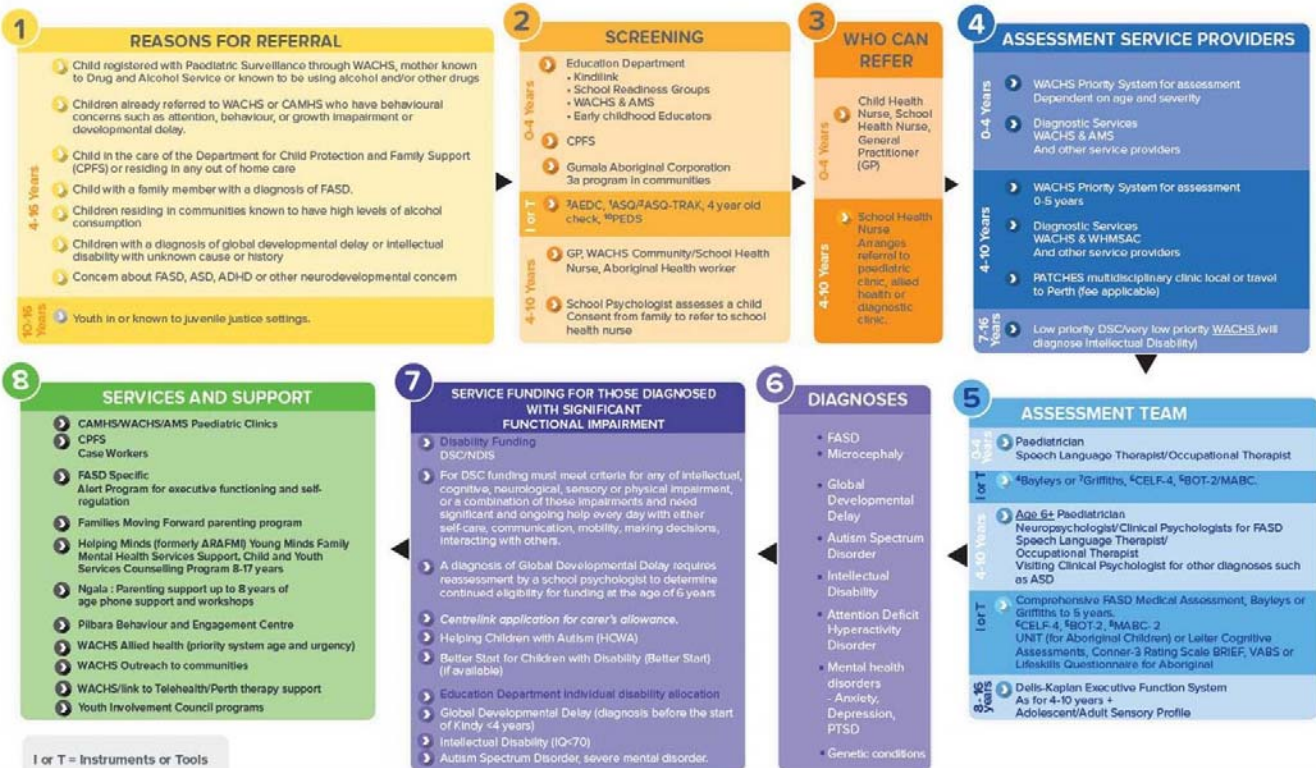 1
REASONS FOR REFERRAL
4-16 Years
Child registered with Paediatric Surveillance through WACHS, mother known
to Drug and Alcohol Service or known to be using alcohol and/or other drugs
Children already referred to WACHS or CAMHS who have behavioural
concerns such as attention, behaviour, or growth impairment or
developmental delay.
Child in the care of the Department for Child Protection and Family Support
(CPFS) or residing in any out of home care
Child with a family member with a diagnosis of FASD.
Children residing in communities known to have high levels of alcohol
consumption
Children with a diagnosis of global developmental delay or intellectual
disability with unknown cause or history
Concern about FASD, ASD, ADHD or other neurodevelopmental concern
10-16
Years
Youth in or known to juvenile justice settings.
2
SCREENING
0-4 Years
Education Department
• Kindilink
• School Readiness Groups
• WACHS & AMS
• Early childhood Educators
CPFS
Gumala Aboriginal Corporation
3a program in communities
I or T
³AEDC, ¹ASQ/²ASQ-TRAK, 4 year old
check, ¹⁰PEDS
4-10 Years
GP, WACHS Community/School Health
Nurse, Aboriginal Health worker
School Psychologist assesses a child
Consent from family to refer to school
health nurse
3
WHO CAN
REFER
0-4 Years
Child Health
Nurse, School
Health Nurse,
General
Practitioner
(GP)
4-10 Years
School Health
Nurse
Arranges
referral to
paediatric
clinic, allied
health or
diagnostic
clinic.
4
ASSESSMENT SERVICE PROVIDERS
0-4 Years
WACHS Priority System for assessment
Dependent on age and severity
Diagnostic Services
WACHS & AMS
And other service providers
4-10 Years
WACHS Priority System for assessment
0-5 years
Diagnostic Services
WACHS & WHMSAC
And other service providers
PATCHES multidisciplinary clinic local or travel
to Perth (fee applicable)
7-16
Years
Low priority DSC/very low priority WACHS (will
diagnose Intellectual Disability)
5
ASSESSMENT TEAM
0-4
Years
Paediatrician
Speech Language Therapist/Occupational Therapist
I or T
⁴Bayleys or ⁷Griffiths, ⁶CELF-4, ⁵BOT-2/MABC.
4-10 Years
Age 6+ Paediatrician
Neuropsychologist/Clinical Psychologists for FASD
Speech Language Therapist/
Occupational Therapist
Visiting Clinical Psychologist for other diagnoses such
as ASD
I or T
Comprehensive FASD Medical Assessment, Bayleys or
Griffiths to 5 years.
⁶CELF-4, ⁵BOT-2, ⁸MABC- 2
UNIT (for Aboriginal Children) or Leiter Cognitive
Assessments, Conner-3 Rating Scale BRIEF, VABS or
Lifeskills Questionnaire for Aboriginal
8-16
years
Delis-Kaplan Executive Function System
As for 4-10 years +
Adolescent/Adult Sensory Profile
6
DIAGNOSES
• FASD
• Microcephaly
• Global
Developmental
Delay
• Autism Spectrum
Disorder
• Intellectual
Disability
• Attention Deficit
Hyperactivity
Disorder
• Mental health
disorders
- Anxiety,
Depression,
PTSD
• Genetic conditions
7
SERVICE FUNDING FOR THOSE DIAGNOSED
WITH SIGNIFICANT
FUNCTIONAL IMPAIRMENT
Disability Funding
DSC/NDIS
For DSC funding must meet criteria for any of intellectual,
cognitive, neurological, sensory or physical impairment,
or a combination of these impairments and need
significant and ongoing help every day with either
self-care, communication, mobility, making decisions,
interacting with others.
A diagnosis of Global Developmental Delay requires
reassessment by a school psychologist to determine
continued eligibility for funding at the age of 6 years
Centrelink application for carer's allowance.
Helping Children with Autism (HCWA)
Better Start for Children with Disability (Better Start)
(if available)
Education Department individual disability allocation
Global Developmental Delay (diagnosis before the start
of Kindy <4 years)
Intellectual Disability (IQ<70)
Autism Spectrum Disorder, severe mental disorder.
8
SERVICES AND SUPPORT
CAMHS/WACHS/AMS Paediatric Clinics
CPFS
Case Workers
FASD Specific
Alert Program for executive functioning and self-
regulation
Families Moving Forward parenting program
Helping Minds (formerly ARAFMI) Young Minds Family
Mental Health Services Support. Child and Youth
Services Counselling Program 8-17 years
Ngala : Parenting support up to 8 years of
age phone support and workshops
Pilbara Behaviour and Engagement Centre
WACHS Allied health (priority system age and urgency)
WACHS Outreach to communities
WACHS/link to Telehealth/Perth therapy support
Youth Involvement Council programs
I or T = Instruments or Tools